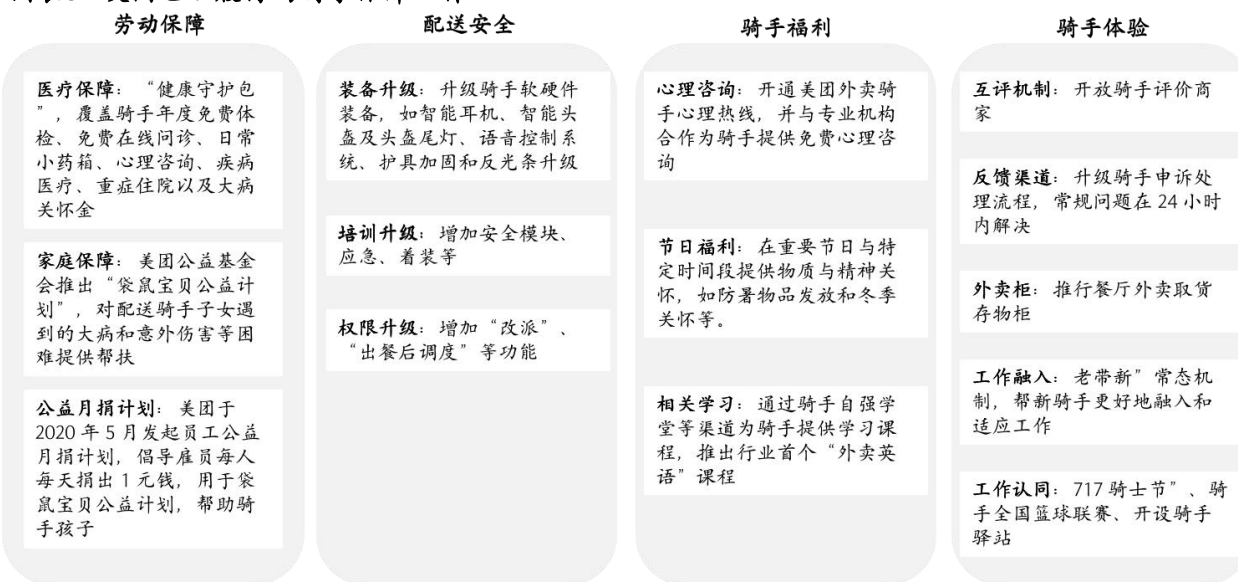 劳动保障
医疗保障：“健康守护包
”，覆盖骑手年度免费体
检、免费在线问诊、日常
小药箱、心理咨询、疾病
医疗、重症住院以及大病
关怀金
家庭保障：美团公益基金
会推出“袋鼠宝贝公益计
划”，对配送骑手子女遇
到的大病和意外伤害等困
难提供帮扶
公益月捐计划：美团于
2020年5月发起员工公益
月捐计划，倡导雇员每人
每天捐出1元钱，用于袋
鼠宝贝公益计划，帮助骑
手孩子
配送安全
装备升级：升级骑手软硬件
装备，如智能耳机、智能头
盔及头盔尾灯、语音控制系
统、护具加固和反光条升级
培训升级：增加安全模块、
应急、着装等
权限升级：增加“改派”、
“出餐后调度”等功能
骑手福利
心理咨询：开通美团外卖骑
手心理热线，并与专业机构
合作为骑手提供免费心理咨
询
节日福利：在重要节日与特
定时间段提供物质与精神关
怀，如防暑物品发放和冬季
关怀等。
相关学习：通过骑手自强学
堂等渠道为骑手提供学习课
程，推出行业首个“外卖英
语”课程
骑手体验
互评机制：开放骑手评价商
家
反馈渠道：升级骑手申诉处
理流程，常规问题在24小时
内解决
外卖柜：推行餐厅外卖取货
存物柜
工作融入：老带新”常态机
制，帮新骑手更好地融入和
适应工作
工作认同：717骑士节”、骑
手全国篮球联赛、开设骑手
驿站